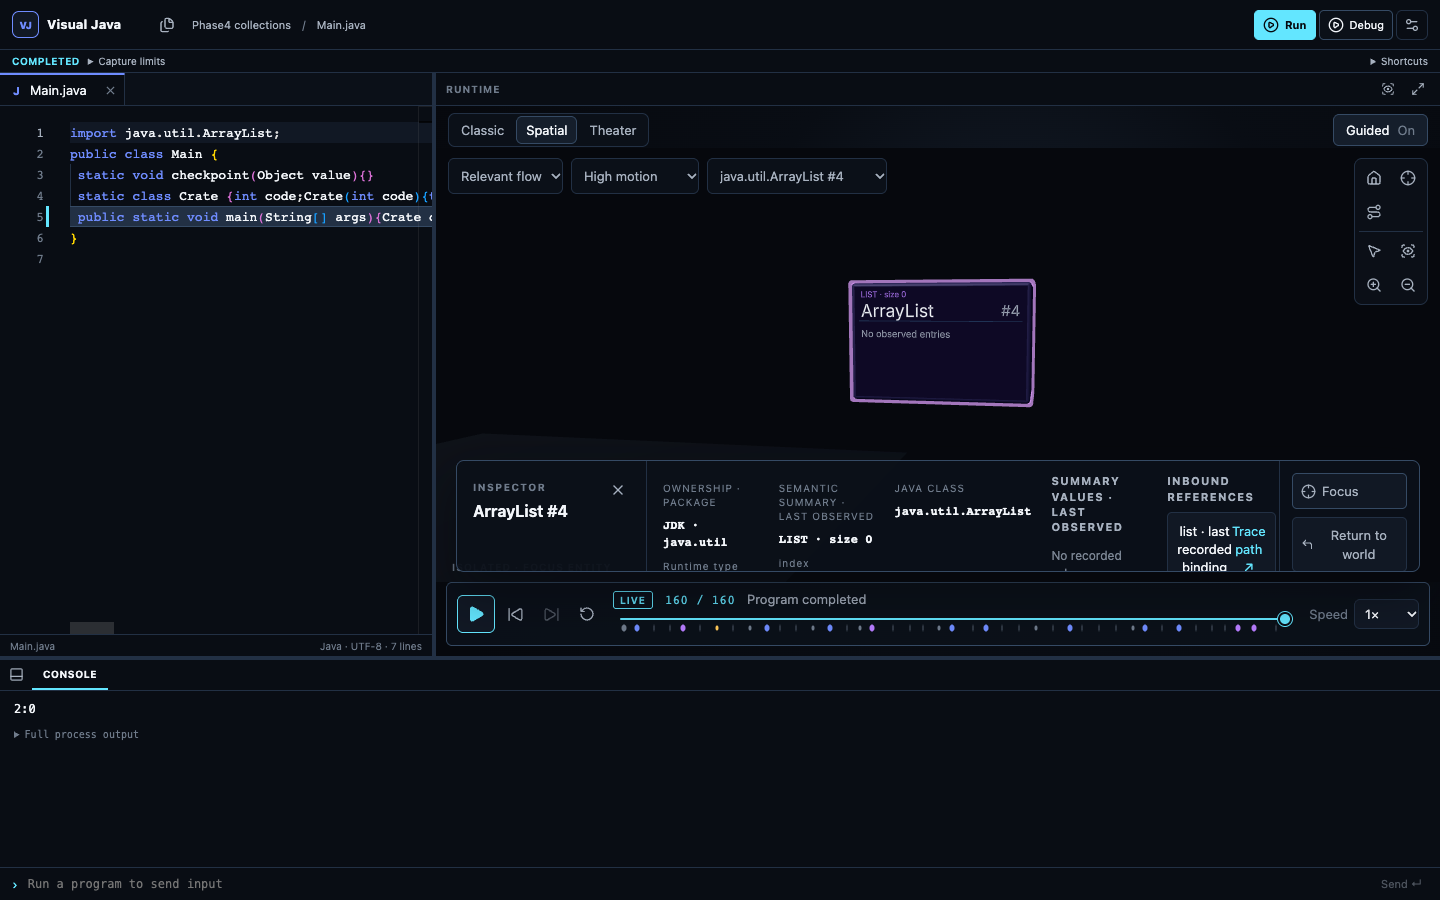 VJ Visual Java Phase4 collections / Main.java Run Debug
COMPLETED Capture limits Shortcuts
J Main.java
RUNTIME
Classic Spatial Theater Guided On
Relevant flow High motion java.util.ArrayList #4
1 import java.util.ArrayList;
2 public class Main {
3 static void checkpoint(Object value){}
4 static class Crate {int code;Crate(int code){
5 public static void main(String[] args){Crate
6 }
7
LIST · size 0
ArrayList #4
No observed entries
INSPECTOR
ArrayList #4
OWNERSHIP ·
PACKAGE
JDK ·
java.util
Runtime type
SEMANTIC
SUMMARY ·
LAST OBSERVED
LIST · size 0
index
JAVA CLASS
java.util.ArrayList
SUMMARY
VALUES ·
LAST
OBSERVED
No recorded
INBOUND
REFERENCES
list · last Trace
recorded path
binding ↗
Focus
Return to
world
LIVE 160 / 160 Program completed
Speed 1×
Main.java Java · UTF-8 · 7 lines
CONSOLE
2:0
Full process output
› Run a program to send input Send ↵